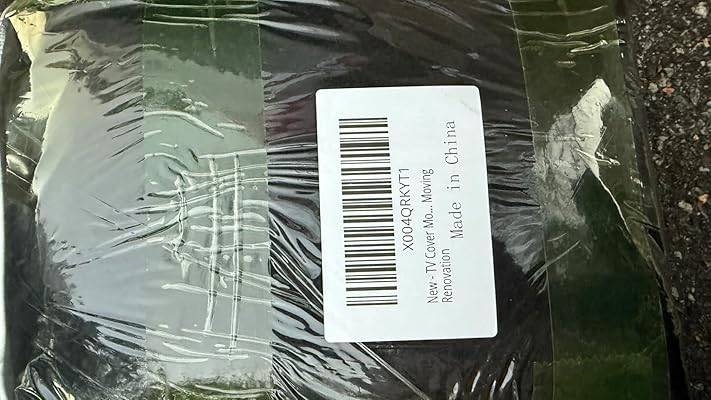 X004QRKYT1
New - TV Cover Mo... Moving
Renovation
Made in China